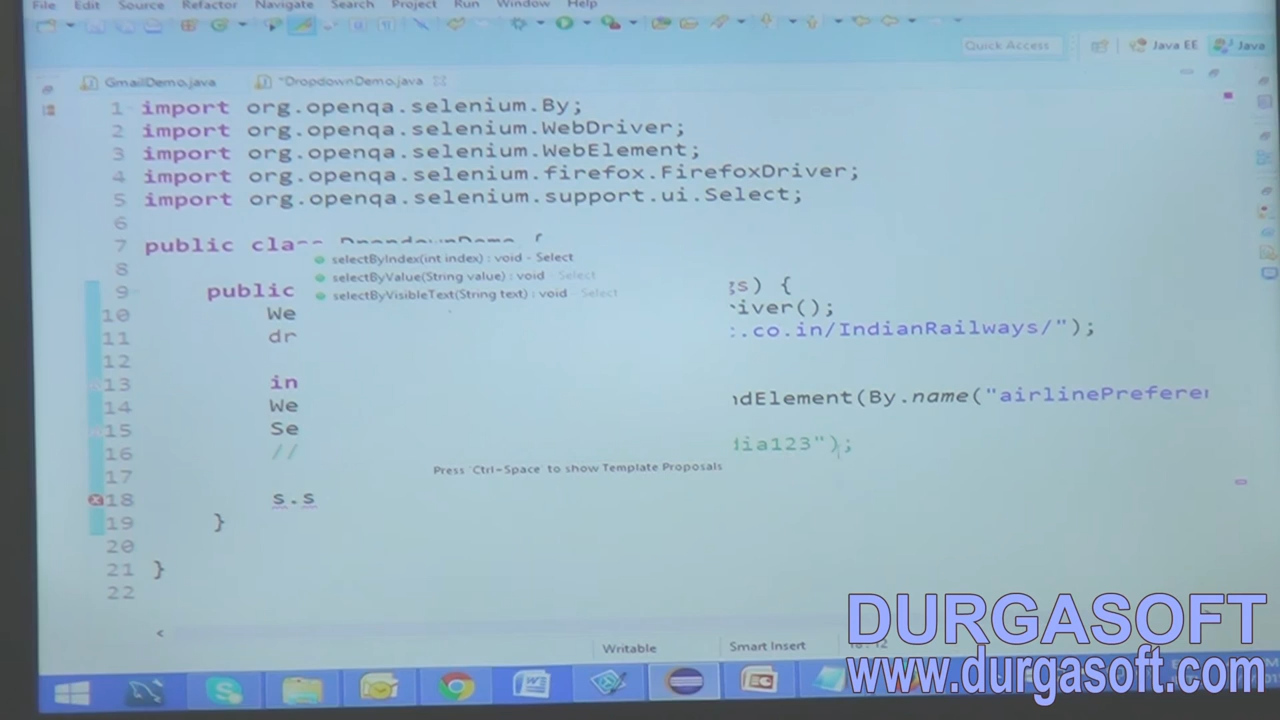 File Edit Source Refactor Navigate Search Project Run Window Help
Quick Access Java EE Java
GmailDemo.java *DropdownDemo.java
1 import org.openqa.selenium.By;
2 import org.openqa.selenium.WebDriver;
3 import org.openqa.selenium.WebElement;
4 import org.openqa.selenium.firefox.FirefoxDriver;
5 import org.openqa.selenium.support.ui.Select;
6
7 public class DropdownDemo {
selectByIndex(int index) : void - Select
8
selectByValue(String value) : void - Select
9 public gs) {
selectByVisibleText(String text) : void - Select
10 We iver();
11 dr .co.in/IndianRailways/");
12
13 in
14 We ndElement(By.name("airlinePreferen
15 Se
16 // dia123");
Press 'Ctrl+Space' to show Template Proposals
17
18 s.s
19 }
20
21 }
22
Writable Smart Insert
DURGASOFT
www.durgasoft.com